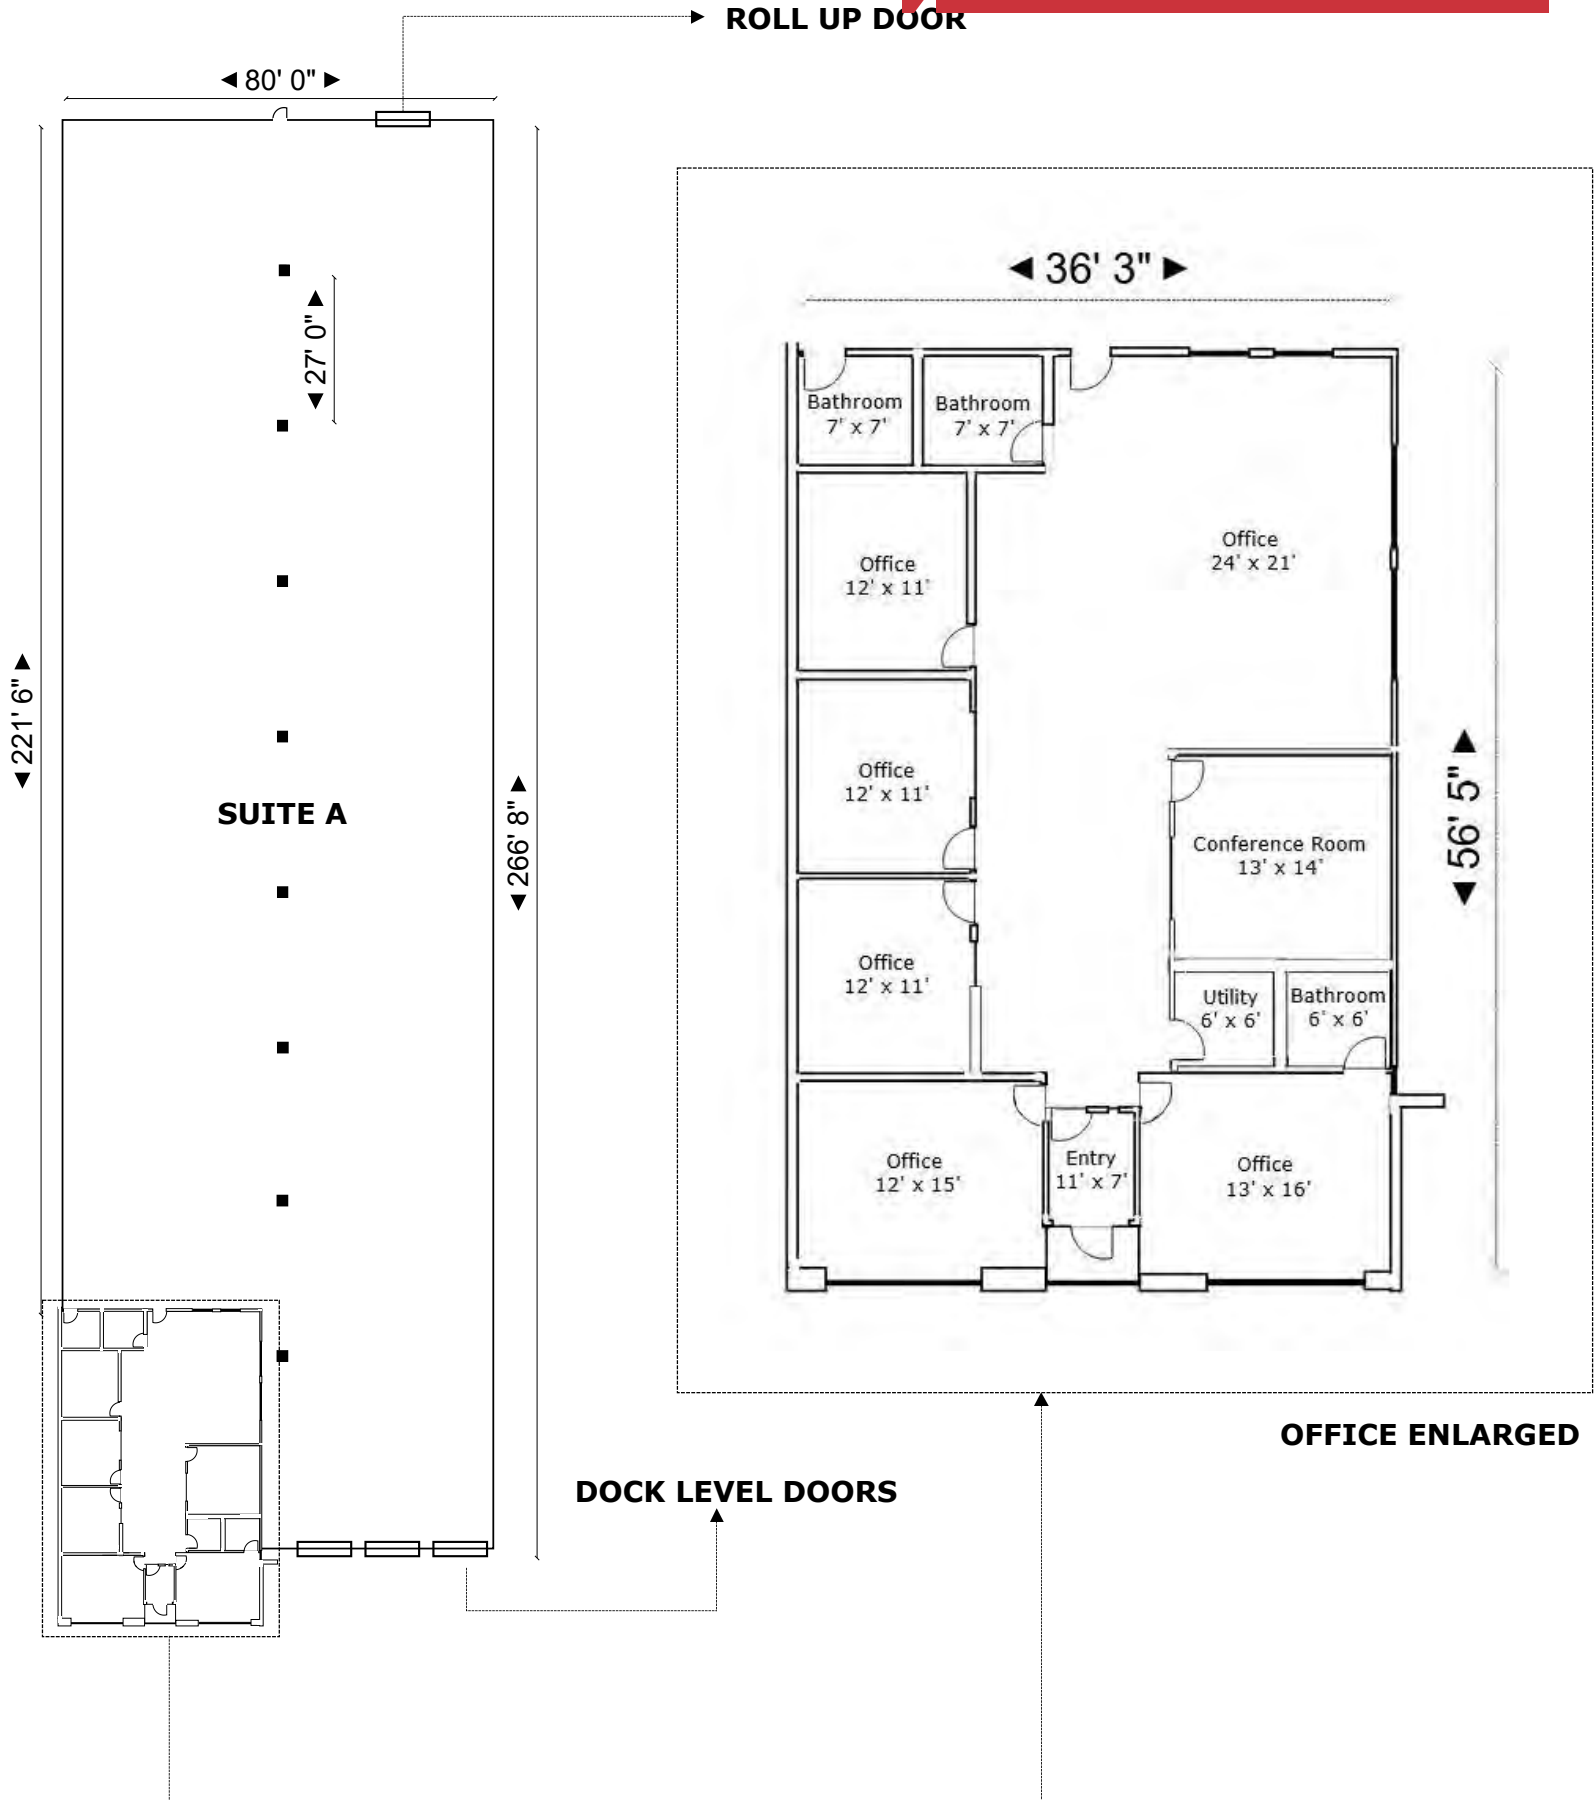 ROLL UP DOOR
80' 0"
27' 0"
221' 6"
SUITE A
266' 8"
DOCK LEVEL DOORS
36' 3"
Bathroom
7' x 7'
Bathroom
7' x 7'
Office
24' x 21'
Office
12' x 11'
Office
12' x 11'
Conference Room
13' x 14'
56' 5"
Office
12' x 11'
Utility
6' x 6'
Bathroom
6' x 6'
Office
12' x 15'
Entry
11' x 7'
Office
13' x 16'
OFFICE ENLARGED